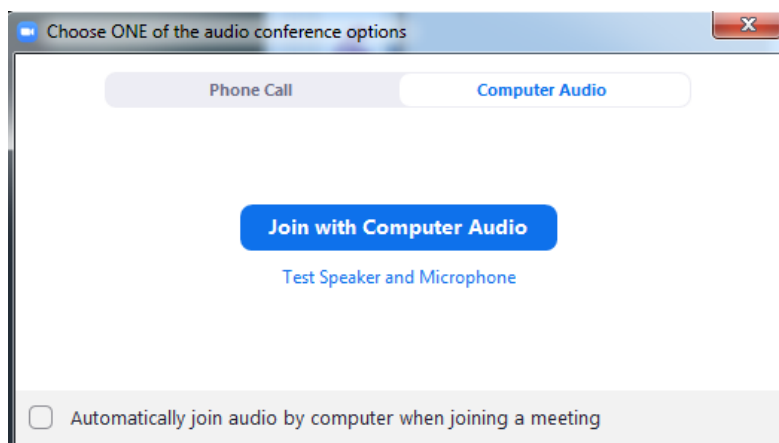 Choose ONE of the audio conference options
Phone Call
Computer Audio
Join with Computer Audio
Test Speaker and Microphone
Automatically join audio by computer when joining a meeting